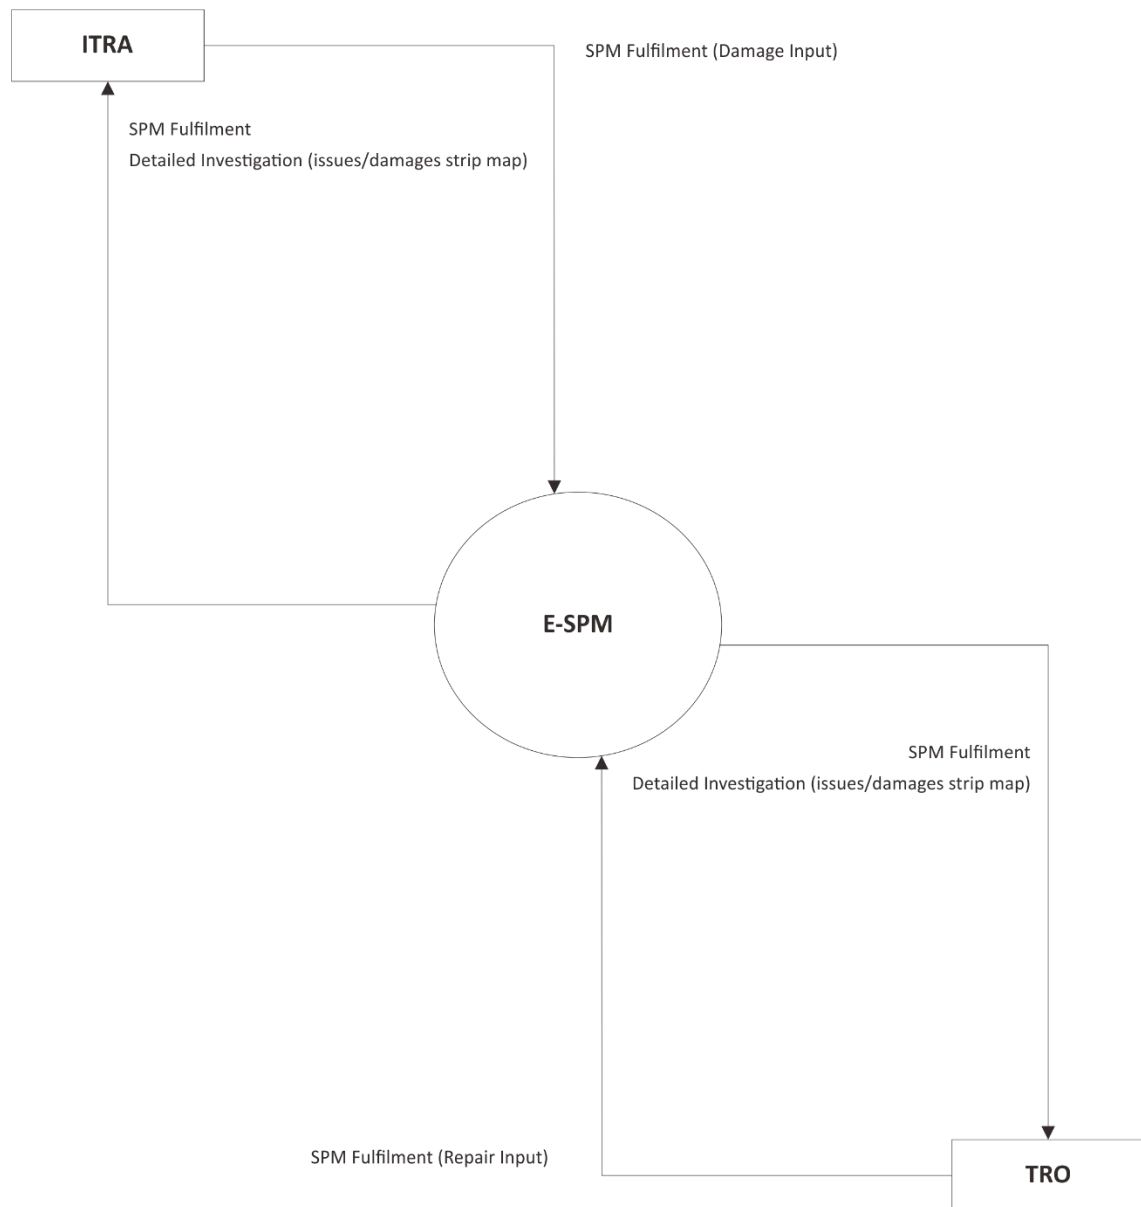 ITRA
SPM Fulfilment (Damage Input)
SPM Fulfilment
Detailed Investigation (issues/damages strip map)
E-SPM
SPM Fulfilment
Detailed Investigation (issues/damages strip map)
SPM Fulfilment (Repair Input)
TRO